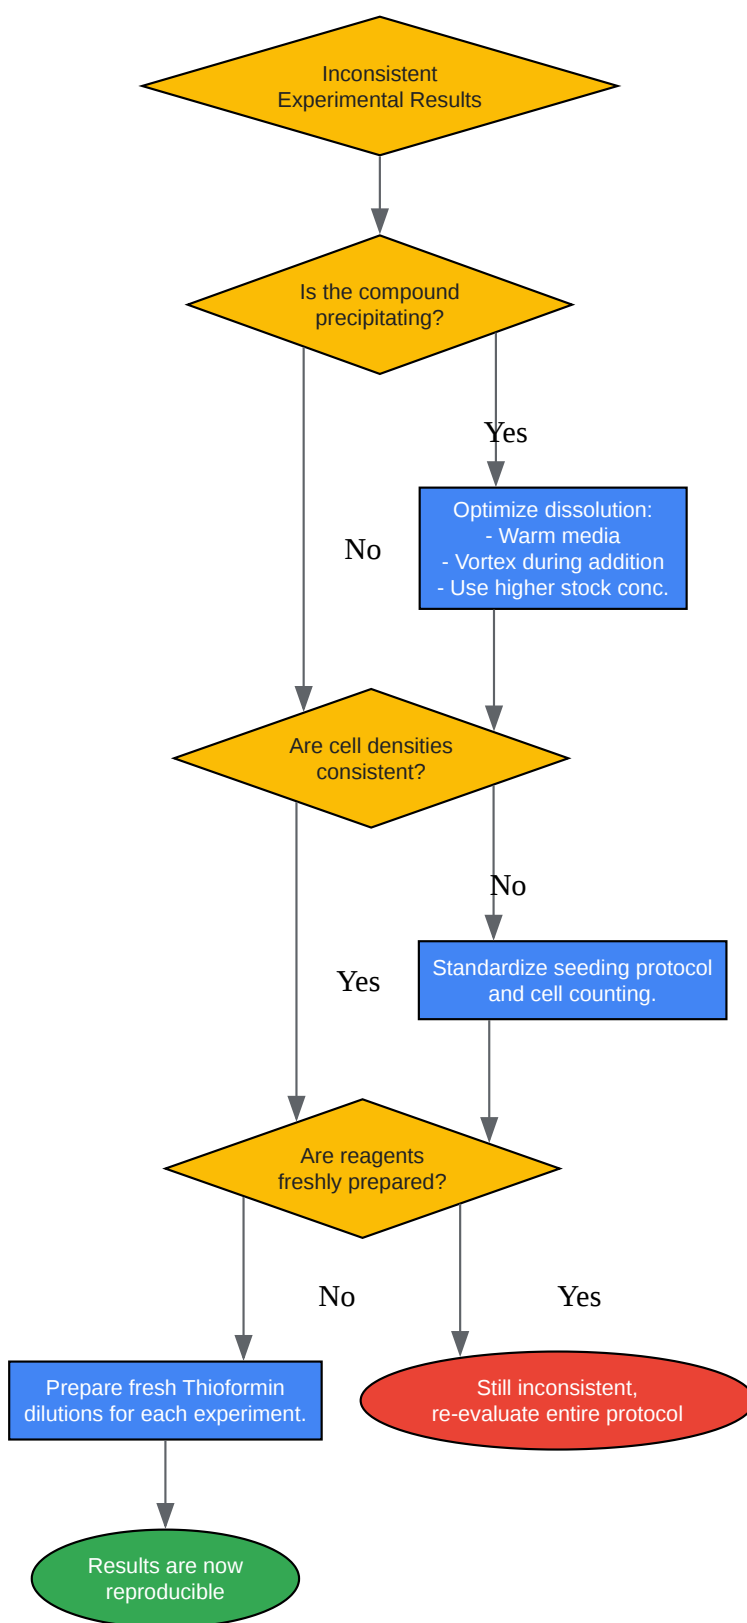 Inconsistent
Experimental Results
Is the compound
precipitating?
Yes
Optimize dissolution:
- Warm media
- Vortex during addition
- Use higher stock conc.
No
Are cell densities
consistent?
No
Standardize seeding protocol
and cell counting.
Yes
Are reagents
freshly prepared?
No
Yes
Prepare fresh Thioformin
dilutions for each experiment.
Still inconsistent,
re-evaluate entire protocol
Results are now
reproducible